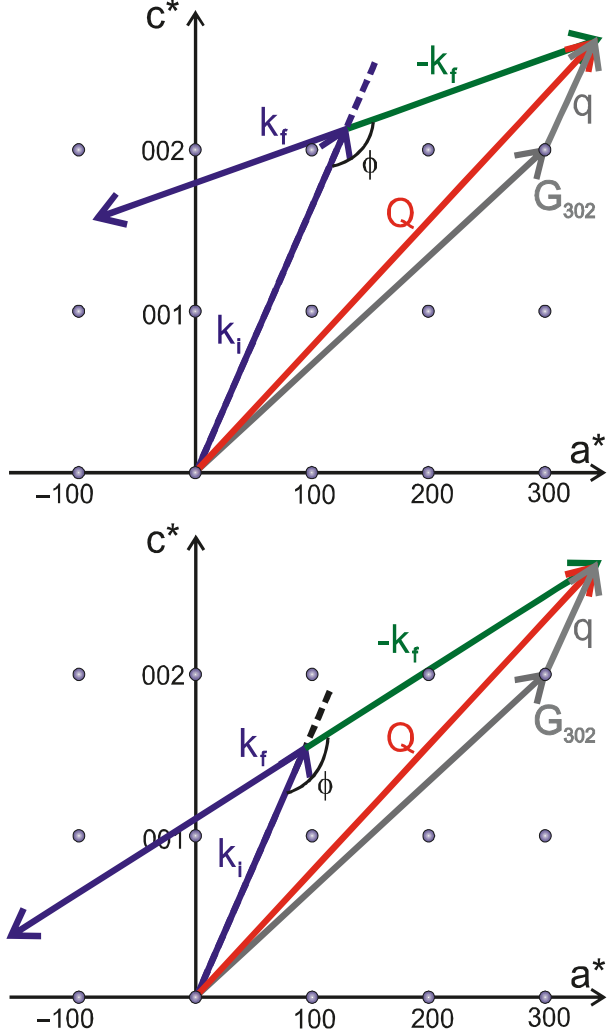 c*
-k_f
k_f
q
002
ϕ
G_302
Q
001
k_i
a*
−100
100
200
300
c*
q
-k_f
002
G_302
k_f
Q
ϕ
001
k_i
a*
-100
100
200
300